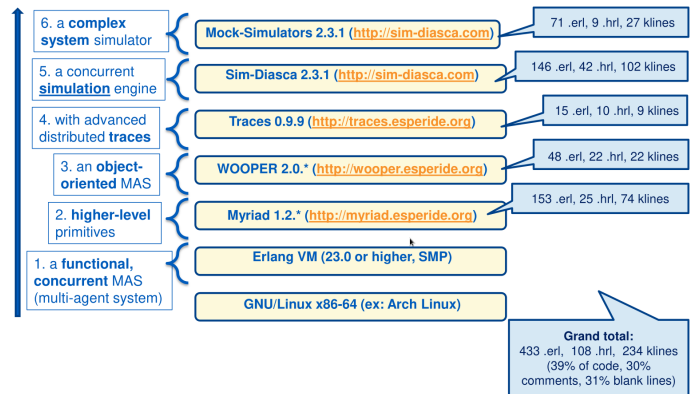 6. a complex
system simulator
Mock-Simulators 2.3.1 (http://sim-diasca.com)
71 .erl, 9 .hrl, 27 klines
5. a concurrent
simulation engine
Sim-Diasca 2.3.1 (http://sim-diasca.com)
146 .erl, 42 .hrl, 102 klines
4. with advanced
distributed traces
Traces 0.9.9 (http://traces.esperide.org)
15 .erl, 10 .hrl, 9 klines
3. an object-
oriented MAS
WOOPER 2.0.* (http://wooper.esperide.org)
48 .erl, 22 .hrl, 22 klines
2. higher-level
primitives
Myriad 1.2.* (http://myriad.esperide.org)
153 .erl, 25 .hrl, 74 klines
1. a functional,
concurrent MAS
(multi-agent system)
Erlang VM (23.0 or higher, SMP)
GNU/Linux x86-64 (ex: Arch Linux)
Grand total:
433 .erl, 108 .hrl, 234 klines
(39% of code, 30%
comments, 31% blank lines)